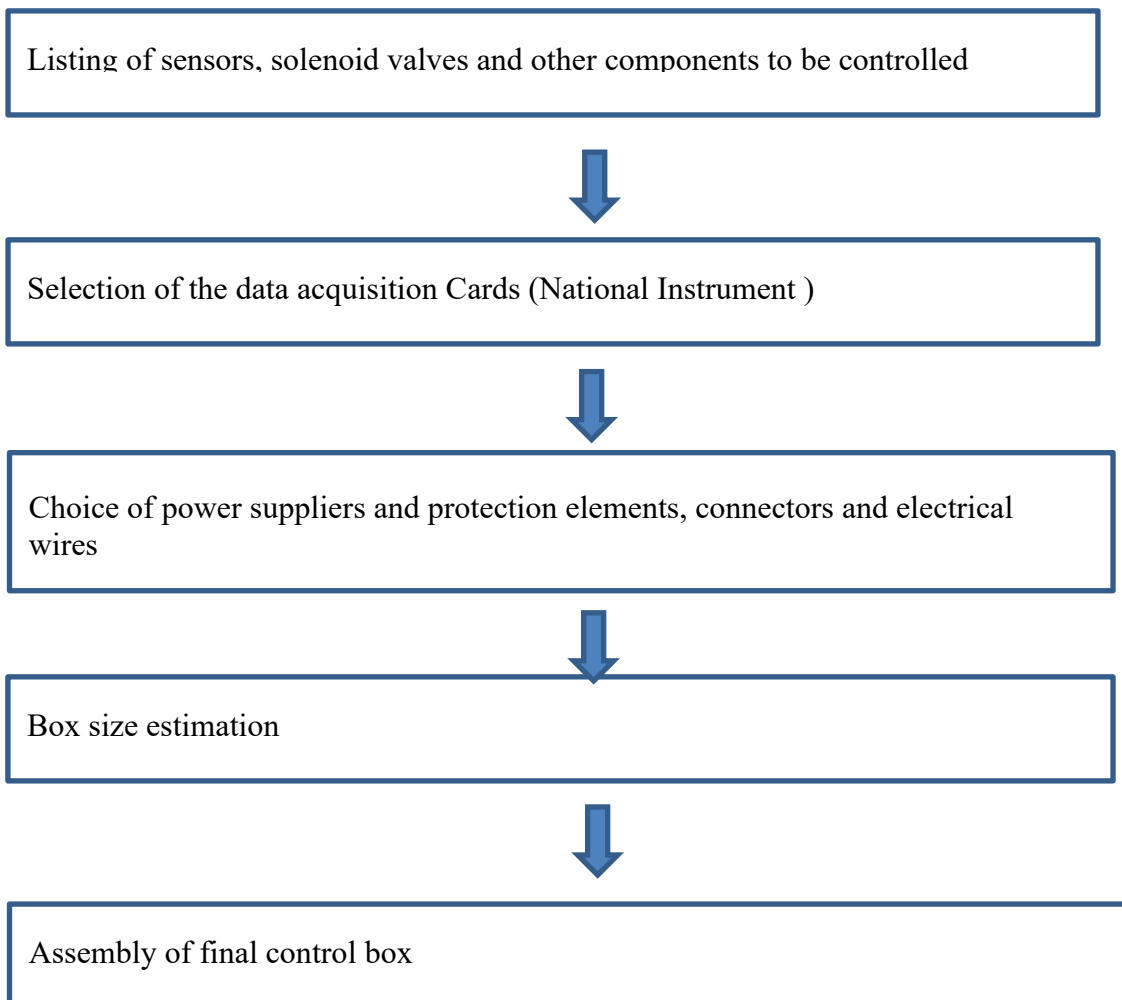 Listing of sensors, solenoid valves and other components to be controlled
Selection of the data acquisition Cards (National Instrument )
Choice of power suppliers and protection elements, connectors and electrical
wires
Box size estimation
Assembly of final control box